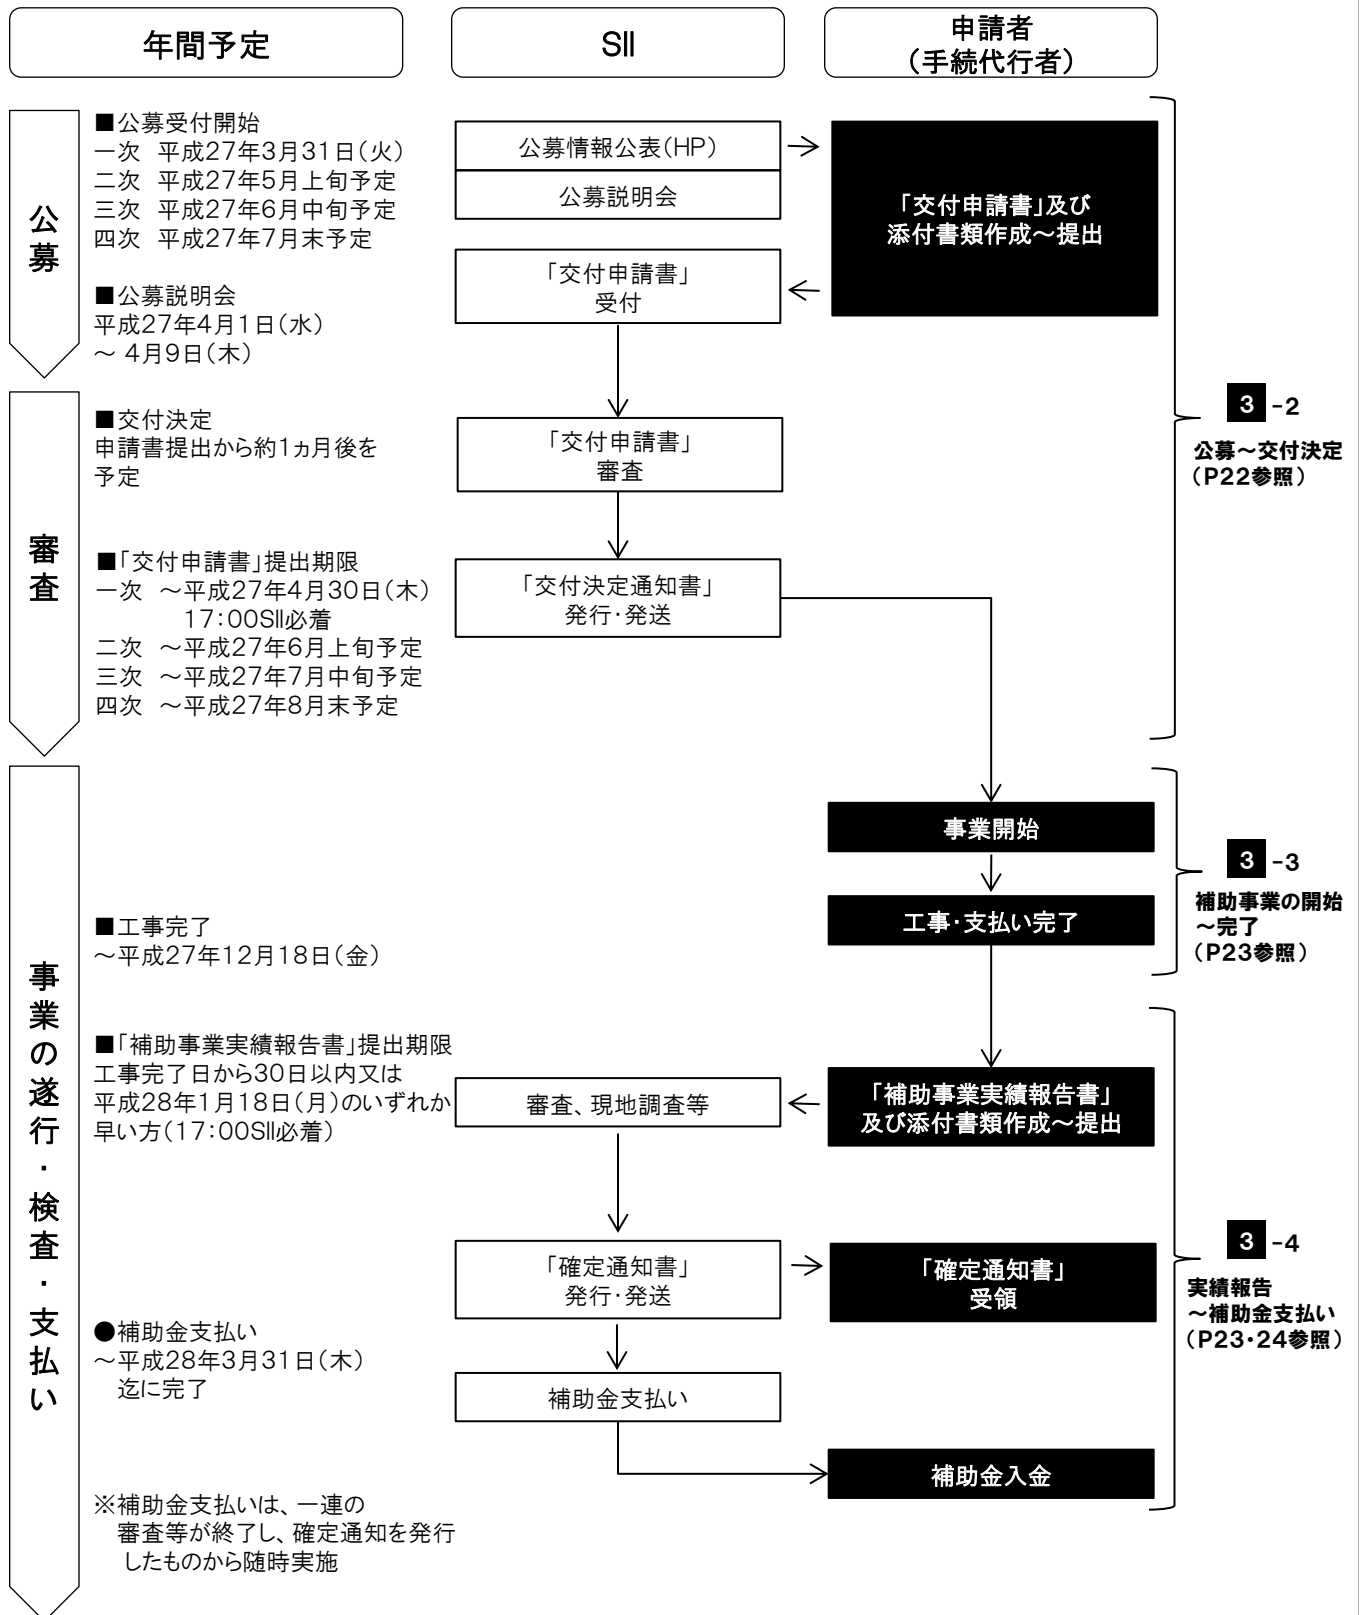 年間予定
SII
申請者
（手続代行者）
公募
■公募受付開始
一次 平成27年3月31日（火）
二次 平成27年5月上旬予定
三次 平成27年6月中旬予定
四次 平成27年7月末予定
■公募説明会
平成27年4月1日（水）
～ 4月9日（木）
公募情報公表（HP）
公募説明会
「交付申請書」及び
添付書類作成～提出
「交付申請書」
受付
審査
■交付決定
申請書提出から約1ヵ月後を
予定
■「交付申請書」提出期限
一次 ～平成27年4月30日（木）
17：00SII必着
二次 ～平成27年6月上旬予定
三次 ～平成27年7月中旬予定
四次 ～平成27年8月末予定
「交付申請書」
審査
「交付決定通知書」
発行・発送
3 -2
公募～交付決定
（P22参照）
事業の遂行・検査・支払い
事業開始
工事・支払い完了
3 -3
補助事業の開始
～完了
（P23参照）
■工事完了
～平成27年12月18日（金）
■「補助事業実績報告書」提出期限
工事完了日から30日以内又は
平成28年1月18日（月）のいずれか
早い方（17：00SII必着）
審査、現地調査等
「補助事業実績報告書」
及び添付書類作成～提出
「確定通知書」
発行・発送
「確定通知書」
受領
3 -4
実績報告
～補助金支払い
（P23・24参照）
●補助金支払い
～平成28年3月31日（木）
迄に完了
補助金支払い
補助金入金
※補助金支払いは、一連の
審査等が終了し、確定通知を発行
したものから随時実施